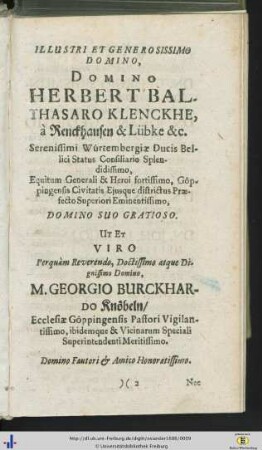 ILLUSTRI ET GENEROSISSIMO
DOMINO,
DOMINO
HERBERT BAL-
THASARO KLENCKHE,
à Renckhausen & Lübke &c.
Serenissimi Würtembergiæ Ducis Bel-
lici Status Consiliario Splen-
didissimo,
Equitum Generali & Heroi fortissimo, Göp-
pingensis Civitatis Ejusque districtus Præ-
fecto Superiori Eminentissimo,
DOMINO SUO GRATIOSO.
UT ET
VIRO
Perquàm Reverendo, Doctissimo atque Di-
gnissimo Domino,
M. GEORGIO BURCKHAR-
DO Knöbeln/
Ecclesiæ Göppingensis Pastori Vigilan-
tissimo, ibidemque & Vicinarum Speciali
Superintendenti Meritissimo.
Domino Fautori & Amico Honoratissimo.
)( 2 Nec
© Universitätsbibliothek Freiburg